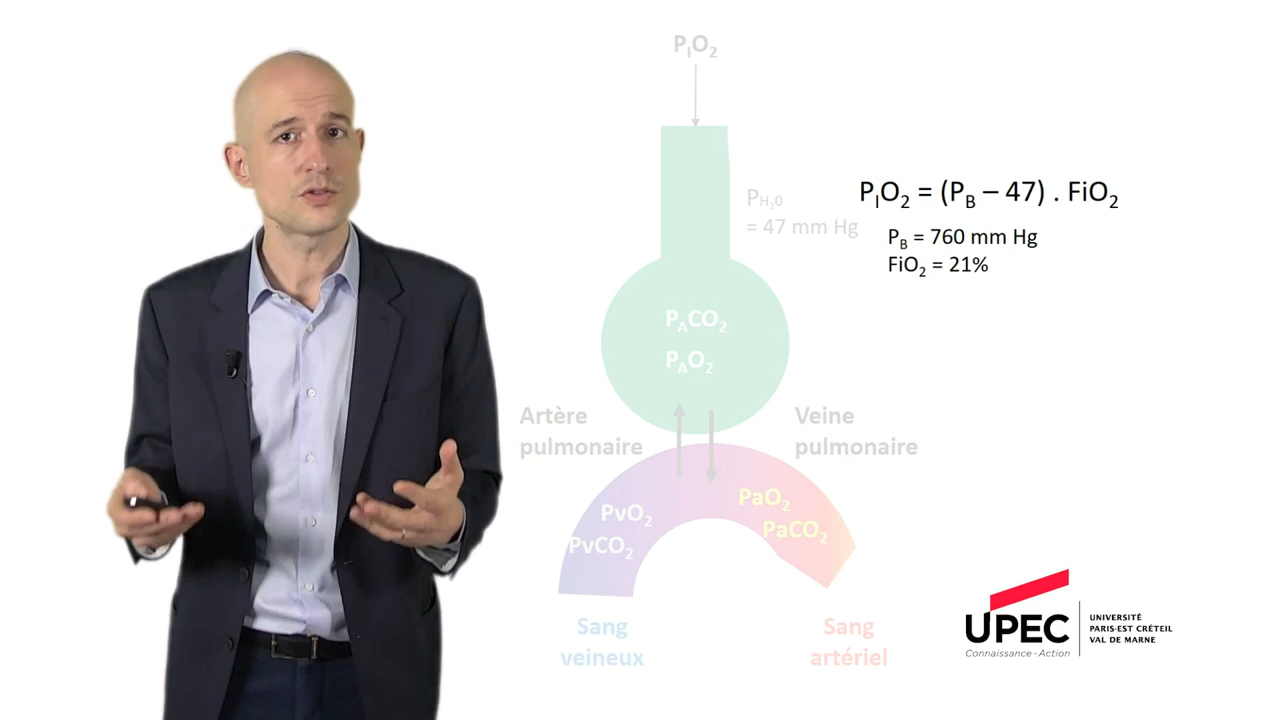 PIO2
PH2O
= 47 mm Hg
PIO2 = (PB – 47) . FiO2
PB = 760 mm Hg
FiO2 = 21%
PACO2
PAO2
Artère
pulmonaire
Veine
pulmonaire
PvO2
PvCO2
PaO2
PaCO2
Sang
veineux
Sang
artériel
UPEC
Connaissance - Action
UNIVERSITÉ
PARIS-EST CRÉTEIL
VAL DE MARNE